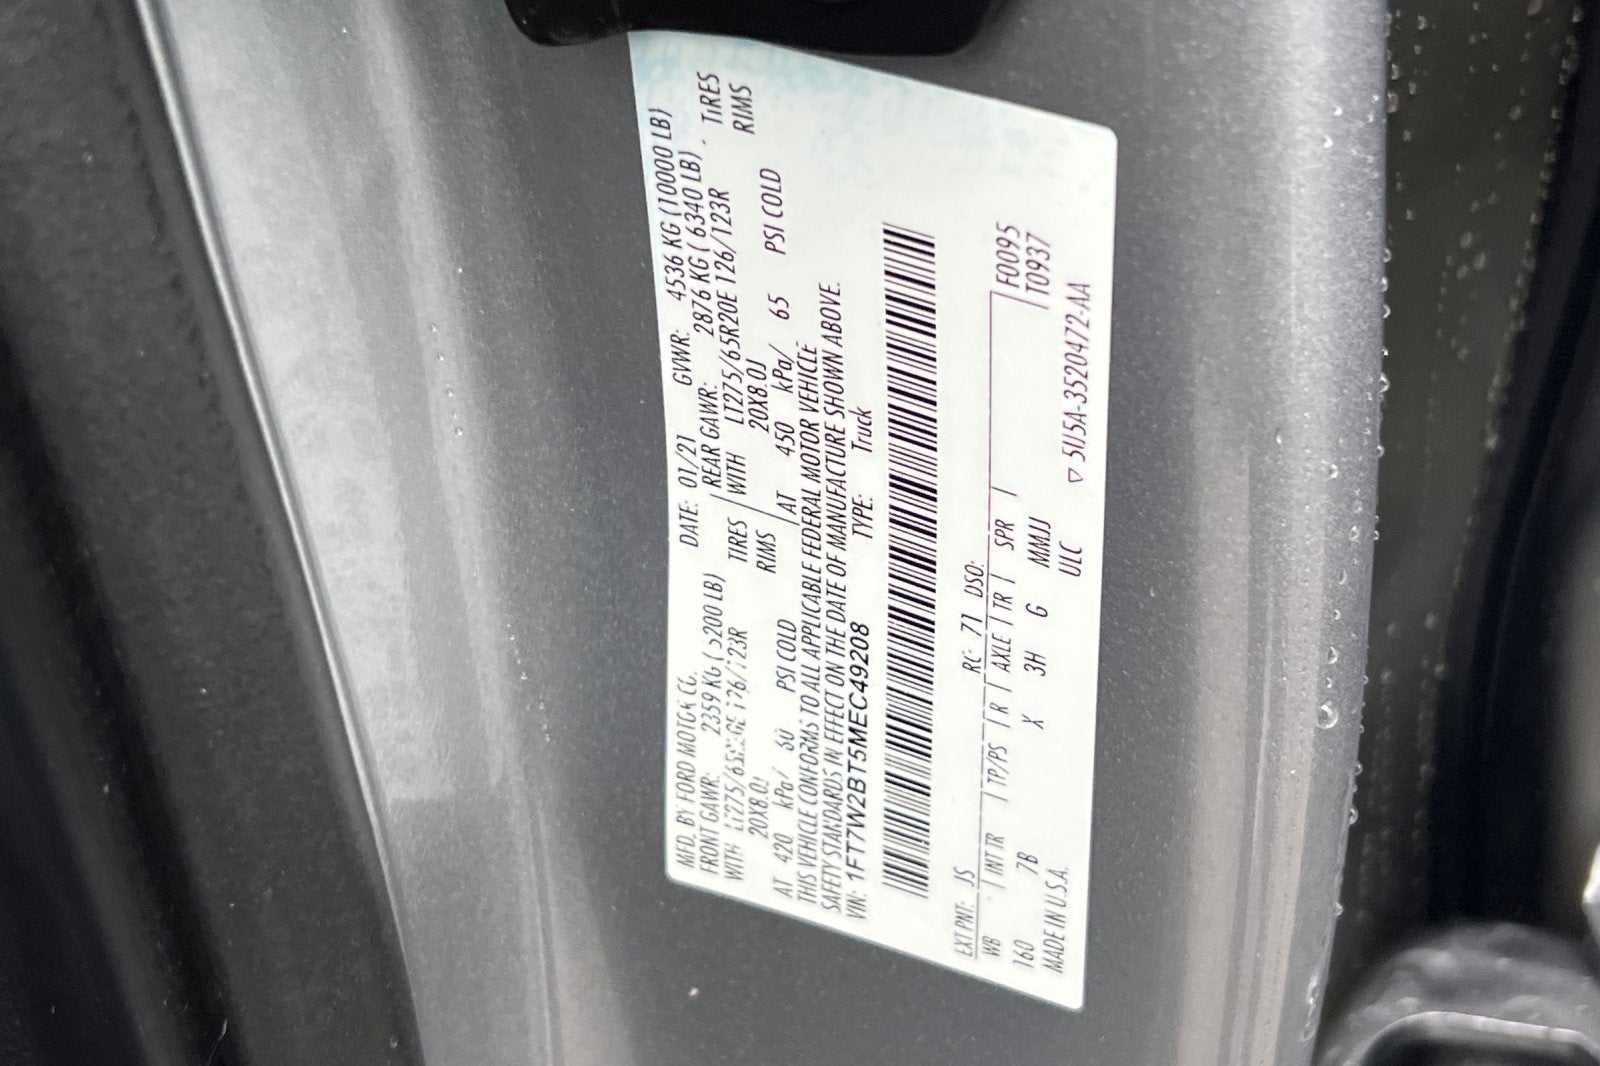 MFD. BY FORD MOTOR CO. DATE: 01/21 GVWR: 4536 KG (10000 LB)
FRONT GAWR: 2359 KG (5200 LB) REAR GAWR: 2876 KG ( 6340 LB)
WITH LT275/65R20E 126/123R TIRES WITH LT275/65R20E 126/123R TIRES
20X8.0J RIMS 20X8.0J RIMS
AT 420 kPa/ 60 PSI COLD AT 450 kPa/ 65 PSI COLD
THIS VEHICLE CONFORMS TO ALL APPLICABLE FEDERAL MOTOR VEHICLE
SAFETY STANDARDS IN EFFECT ON THE DATE OF MANUFACTURE SHOWN ABOVE.
VIN: 1FT7W2BT5MEC49208 TYPE: Truck
EXT PNT: JS RC: 71 DSO:
WB INT TR TP/PS R AXLE TR SPR F0095
160 7B X 3H G MMJJ T0937
MADE IN U.S.A. ULC ▽ 5U5A-3520472-AA